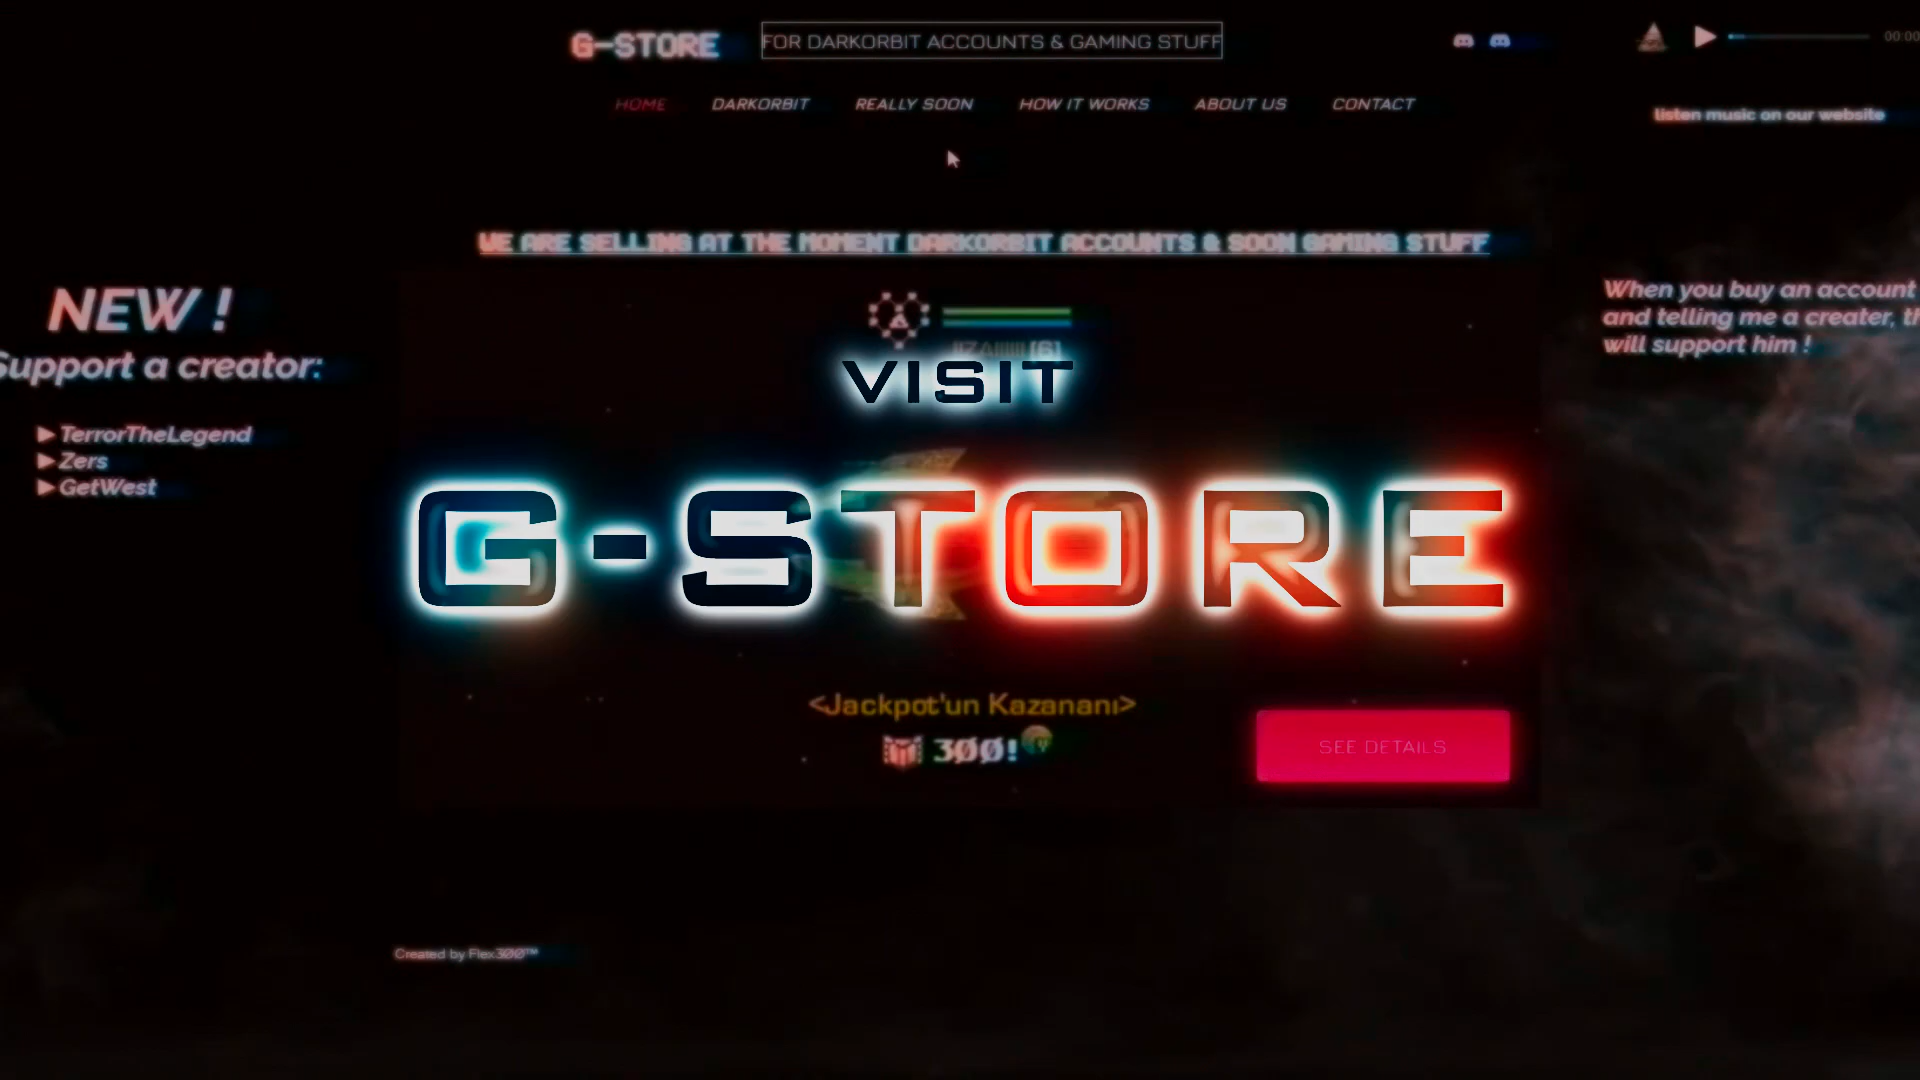 G-STORE
FOR DARKORBIT ACCOUNTS & GAMING STUFF
00:00
HOME DARKORBIT REALLY SOON HOW IT WORKS ABOUT US CONTACT
listen music on our website
WE ARE SELLING AT THE MOMENT DARKORBIT ACCOUNTS & SOON GAMING STUFF
NEW !
Support a creator:
▶TerrorTheLegend
▶Zers
▶GetWest
When you buy an account
and telling me a creater,
will support him !
[6]
VISIT
G-STORE
<Jackpot'un Kazananı>
3ØØ!
SEE DETAILS
Created by Flex3ØØ™